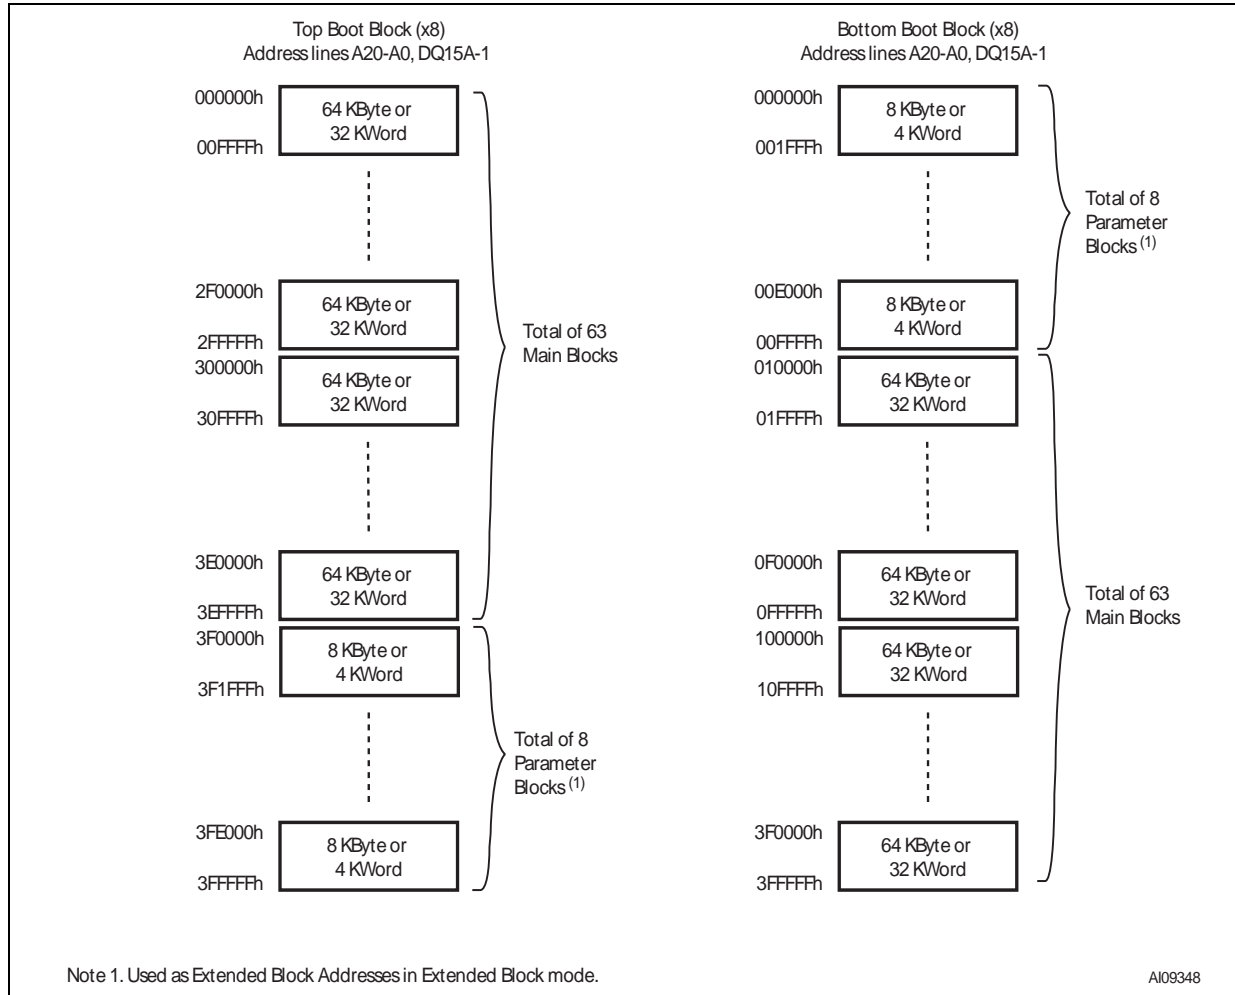 Top Boot Block (x8)
Address lines A20-A0, DQ15A-1
000000h
64 KByte or
32 KWord
00FFFFh
2F0000h
64 KByte or
32 KWord
2FFFFFh
300000h
64 KByte or
32 KWord
30FFFFh
Total of 63
Main Blocks
3E0000h
64 KByte or
32 KWord
3EFFFFh
3F0000h
8 KByte or
4 KWord
3F1FFFh
Total of 8
Parameter
Blocks (1)
3FE000h
8 KByte or
4 KWord
3FFFFFh
Bottom Boot Block (x8)
Address lines A20-A0, DQ15A-1
000000h
8 KByte or
4 KWord
001FFFh
Total of 8
Parameter
Blocks (1)
00E000h
8 KByte or
4 KWord
00FFFFh
010000h
64 KByte or
32 KWord
01FFFFh
0F0000h
64 KByte or
32 KWord
0FFFFFh
Total of 63
Main Blocks
100000h
64 KByte or
32 KWord
10FFFFh
3F0000h
64 KByte or
32 KWord
3FFFFFh
Note 1. Used as Extended Block Addresses in Extended Block mode.
AI09348